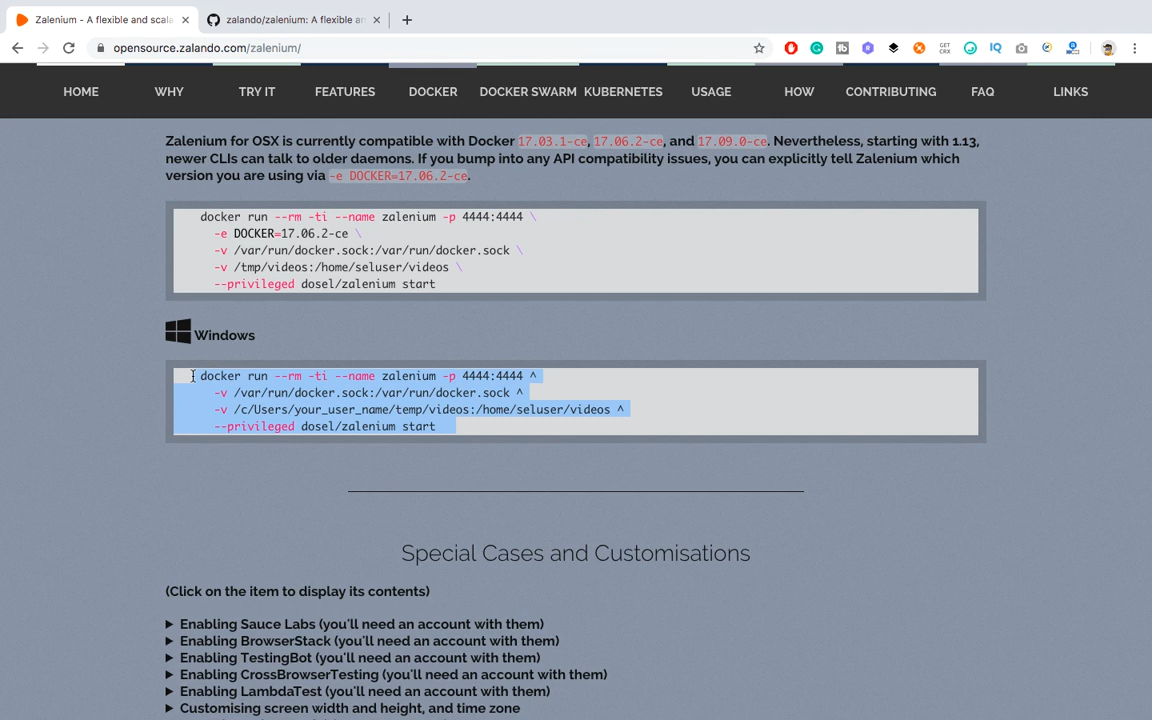 Zalenium - A flexible and scala
zalando/zalenium: A flexible an
opensource.zalando.com/zalenium/
GET CRX
IQ
HOME WHY TRY IT FEATURES DOCKER DOCKER SWARM KUBERNETES USAGE HOW CONTRIBUTING FAQ LINKS
Zalenium for OSX is currently compatible with Docker 17.03.1-ce, 17.06.2-ce, and 17.09.0-ce. Nevertheless, starting with 1.13,
newer CLIs can talk to older daemons. If you bump into any API compatibility issues, you can explicitly tell Zalenium which
version you are using via -e DOCKER=17.06.2-ce.
docker run --rm -ti --name zalenium -p 4444:4444 \
-e DOCKER=17.06.2-ce \
-v /var/run/docker.sock:/var/run/docker.sock \
-v /tmp/videos:/home/seluser/videos \
--privileged dosel/zalenium start
Windows
docker run --rm -ti --name zalenium -p 4444:4444 ^
-v /var/run/docker.sock:/var/run/docker.sock ^
-v /c/Users/your_user_name/temp/videos:/home/seluser/videos ^
--privileged dosel/zalenium start
Special Cases and Customisations
(Click on the item to display its contents)
Enabling Sauce Labs (you'll need an account with them)
Enabling BrowserStack (you'll need an account with them)
Enabling TestingBot (you'll need an account with them)
Enabling CrossBrowserTesting (you'll need an account with them)
Enabling LambdaTest (you'll need an account with them)
Customising screen width and height, and time zone